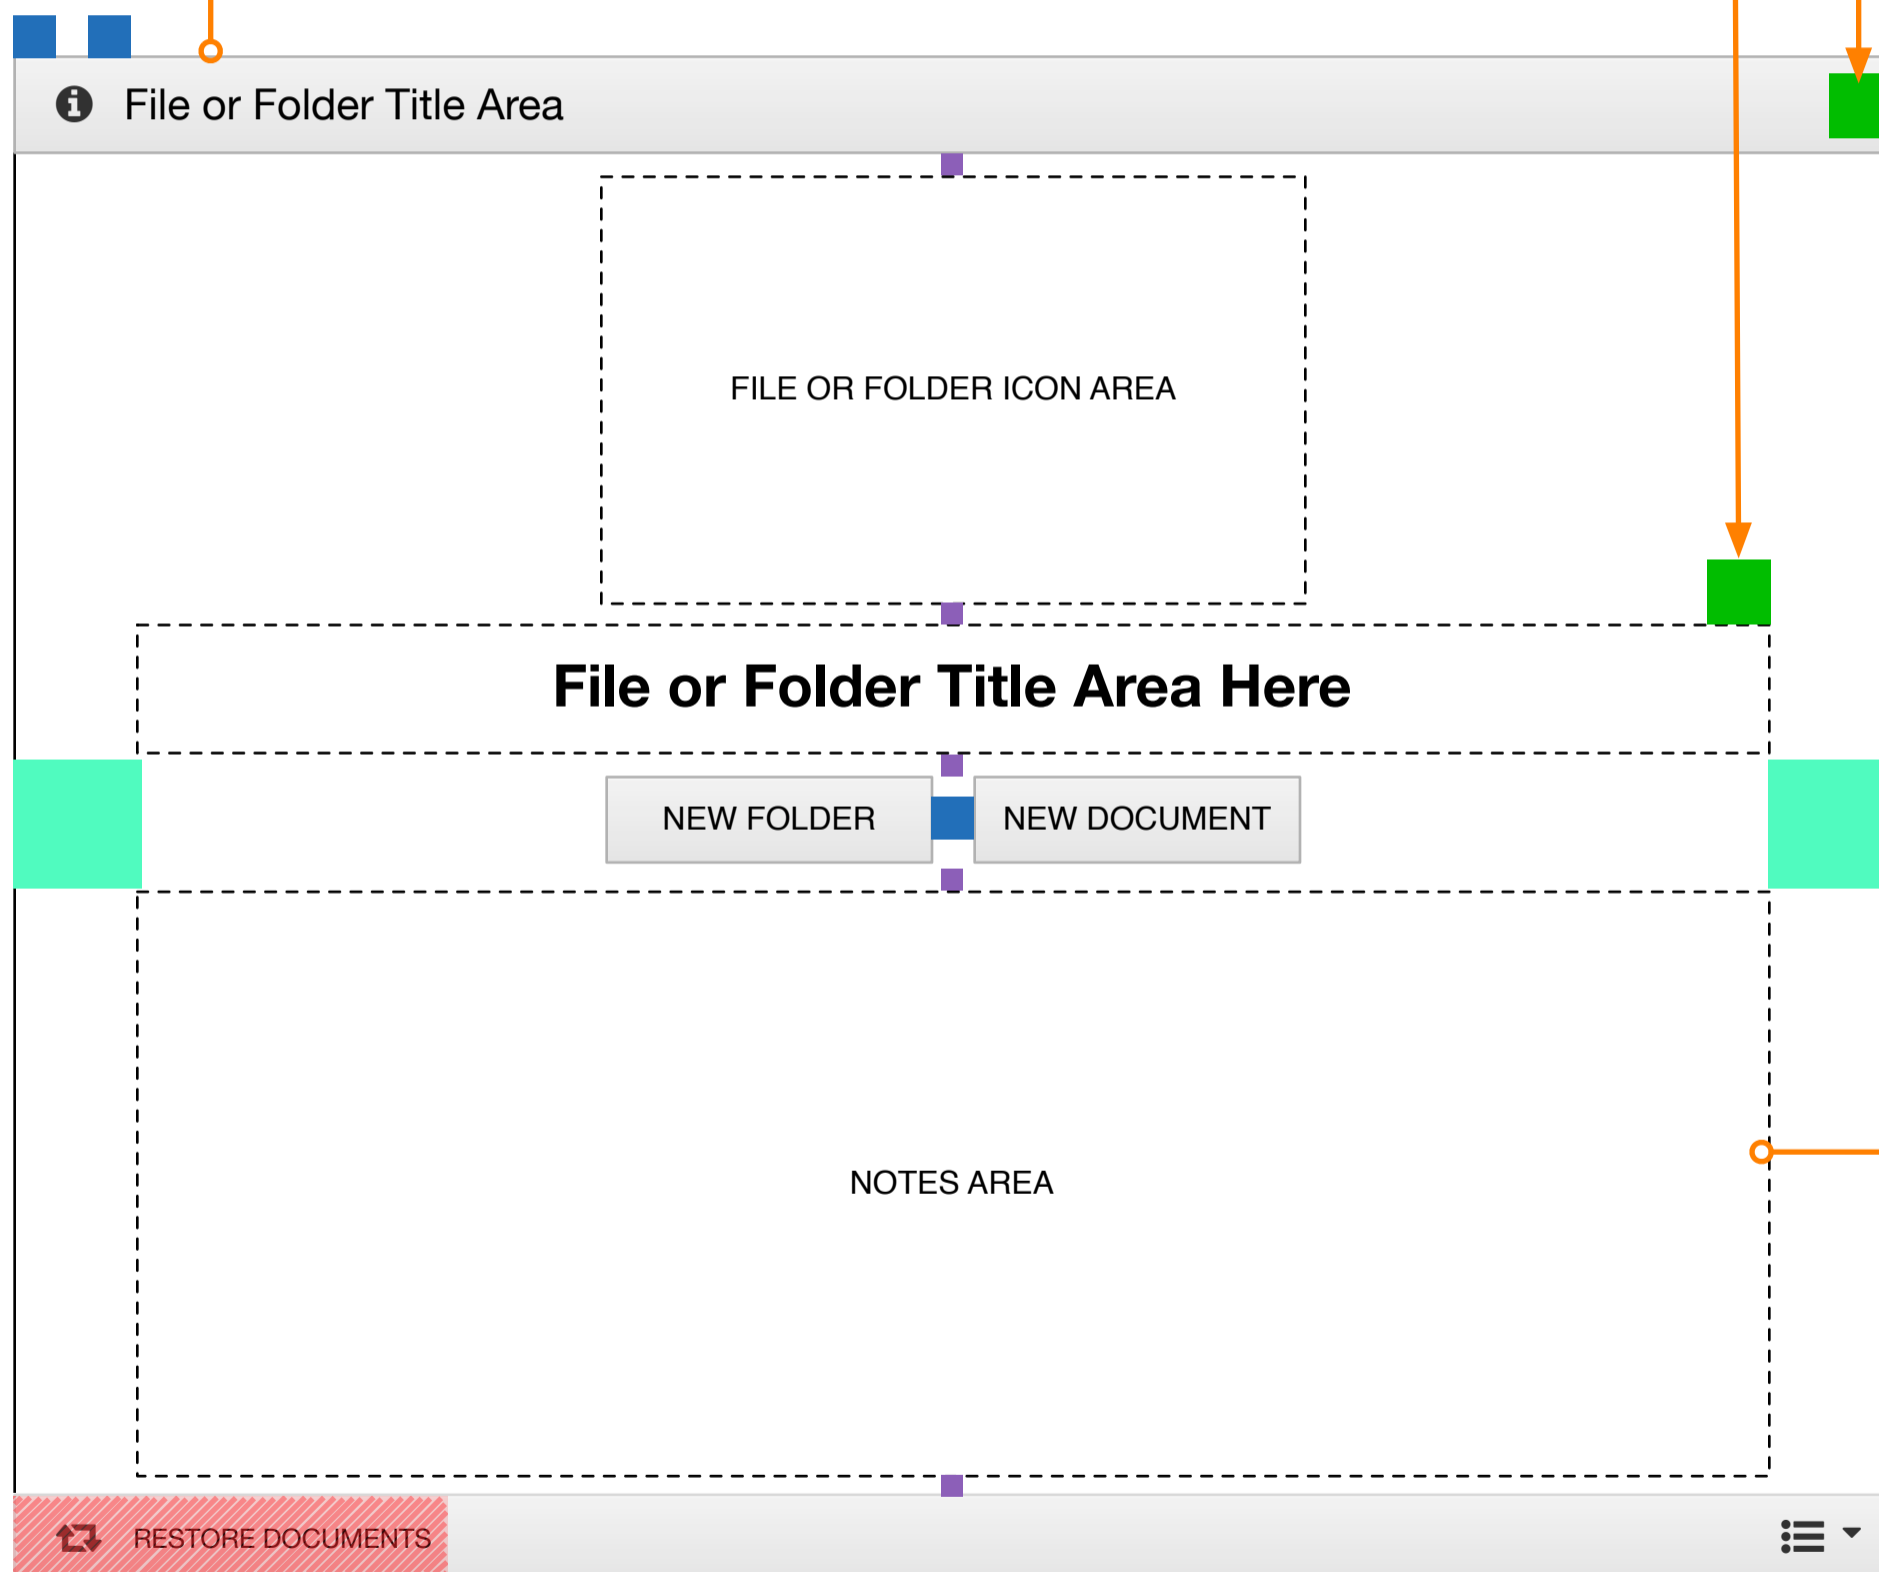 File or Folder Title Area
FILE OR FOLDER ICON AREA
File or Folder Title Area Here
NEW FOLDER
NEW DOCUMENT
NOTES AREA
RESTORE DOCUMENTS